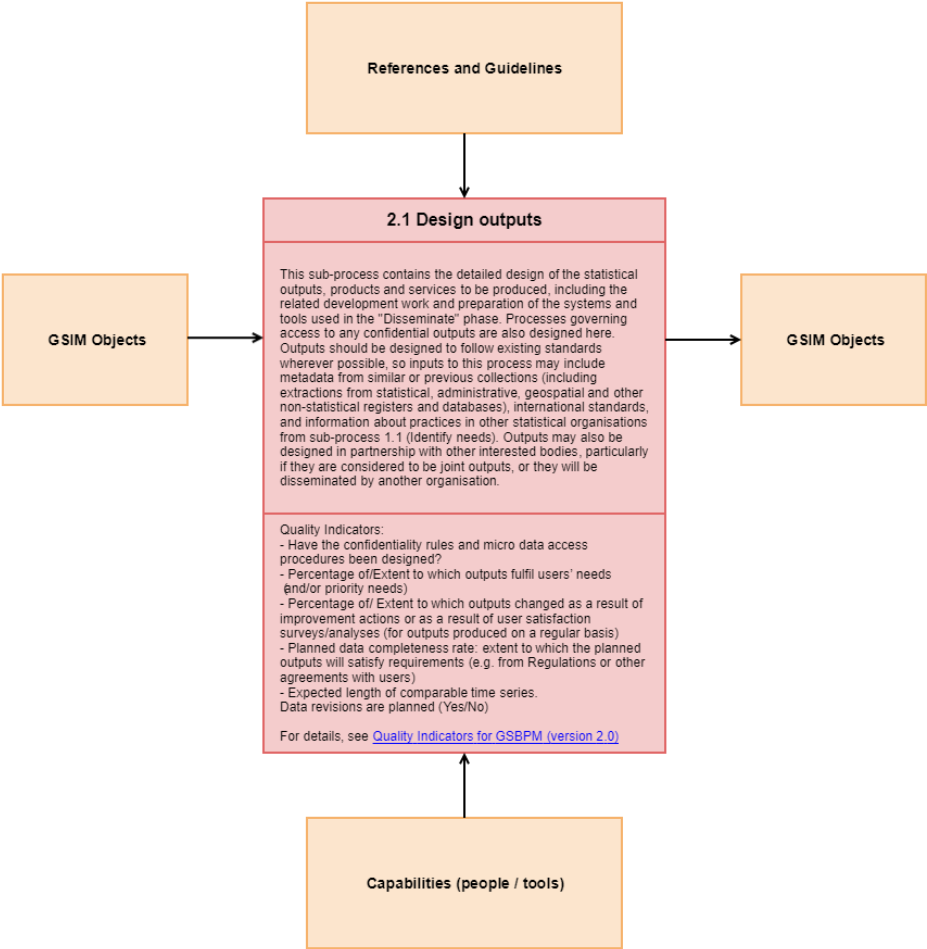 References and Guidelines
2.1 Design outputs
This sub-process contains the detailed design of the statistical
outputs, products and services to be produced, including the
related development work and preparation of the systems and
tools used in the "Disseminate" phase. Processes governing
access to any confidential outputs are also designed here.
Outputs should be designed to follow existing standards
wherever possible, so inputs to this process may include
metadata from similar or previous collections (including
extractions from statistical, administrative, geospatial and other
non-statistical registers and databases), international standards,
and information about practices in other statistical organisations
from sub-process 1.1 (Identify needs). Outputs may also be
designed in partnership with other interested bodies, particularly
if they are considered to be joint outputs, or they will be
disseminated by another organisation.
GSIM Objects
GSIM Objects
Quality Indicators:
- Have the confidentiality rules and micro data access
procedures been designed?
- Percentage of/Extent to which outputs fulfil users’ needs
(and/or priority needs)
- Percentage of/ Extent to which outputs changed as a result of
improvement actions or as a result of user satisfaction
surveys/analyses (for outputs produced on a regular basis)
- Planned data completeness rate: extent to which the planned
outputs will satisfy requirements (e.g. from Regulations or other
agreements with users)
- Expected length of comparable time series.
Data revisions are planned (Yes/No)
For details, see Quality Indicators for GSBPM (version 2.0)
Capabilities (people / tools)